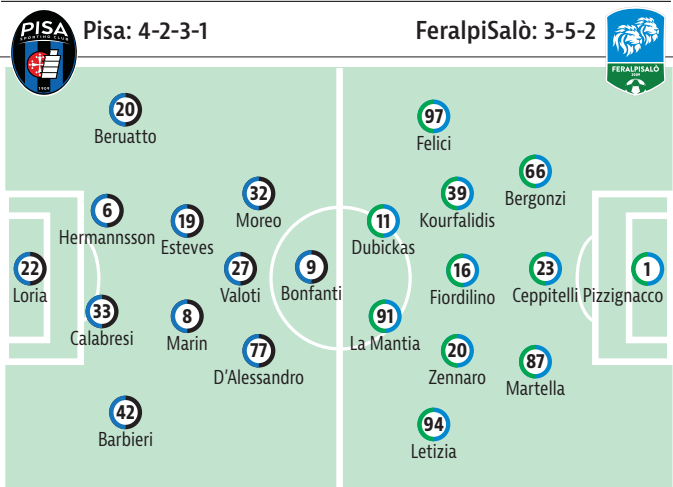 PISA
SPORTING CLUB
1909
Pisa: 4-2-3-1
FeralpiSalò: 3-5-2
FERALPISALÒ
2009
20
Beruatto
6
Hermannsson
19
Esteves
32
Moreo
22
Loria
27
Valoti
9
Bonfanti
33
Calabresi
8
Marin
77
D'Alessandro
42
Barbieri
97
Felici
66
Bergonzi
39
Kourfalidis
11
Dubickas
16
Fiordilino
23
Ceppitelli
1
Pizzignacco
91
La Mantia
20
Zennaro
87
Martella
94
Letizia